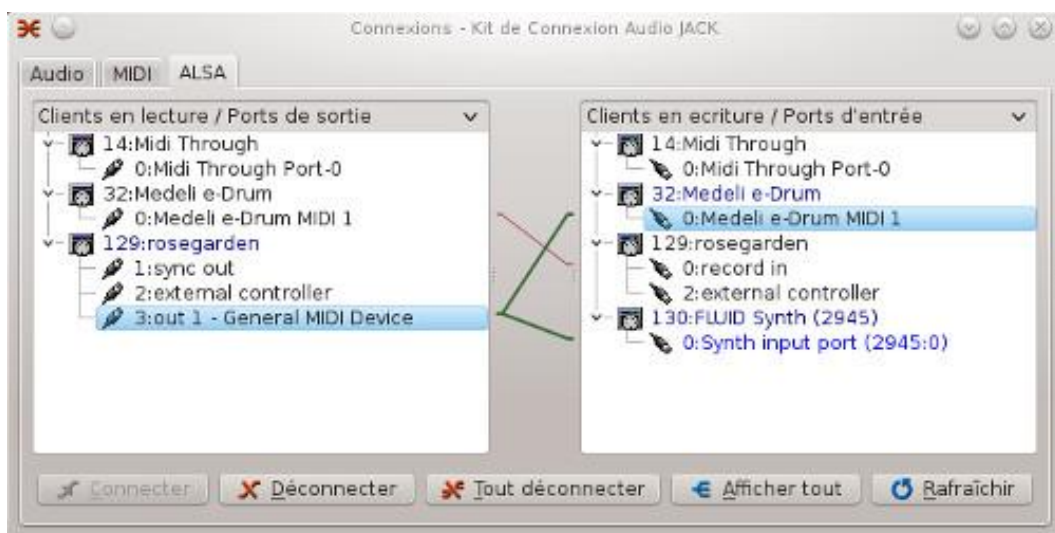 Connexions - Kit de Connexion Audio JACK
Audio MIDI ALSA
Clients en lecture / Ports de sortie
14:Midi Through
0:Midi Through Port-0
32:Medeli e-Drum
0:Medeli e-Drum MIDI 1
129:rosegarden
1:sync out
2:external controller
3:out 1 - General MIDI Device
Clients en ecriture / Ports d'entrée
14:Midi Through
0:Midi Through Port-0
32:Medeli e-Drum
0:Medeli e-Drum MIDI 1
129:rosegarden
0:record in
2:external controller
130:FLUID Synth (2945)
0:Synth input port (2945:0)
Connecter Déconnecter Tout déconnecter Afficher tout Rafraîchir